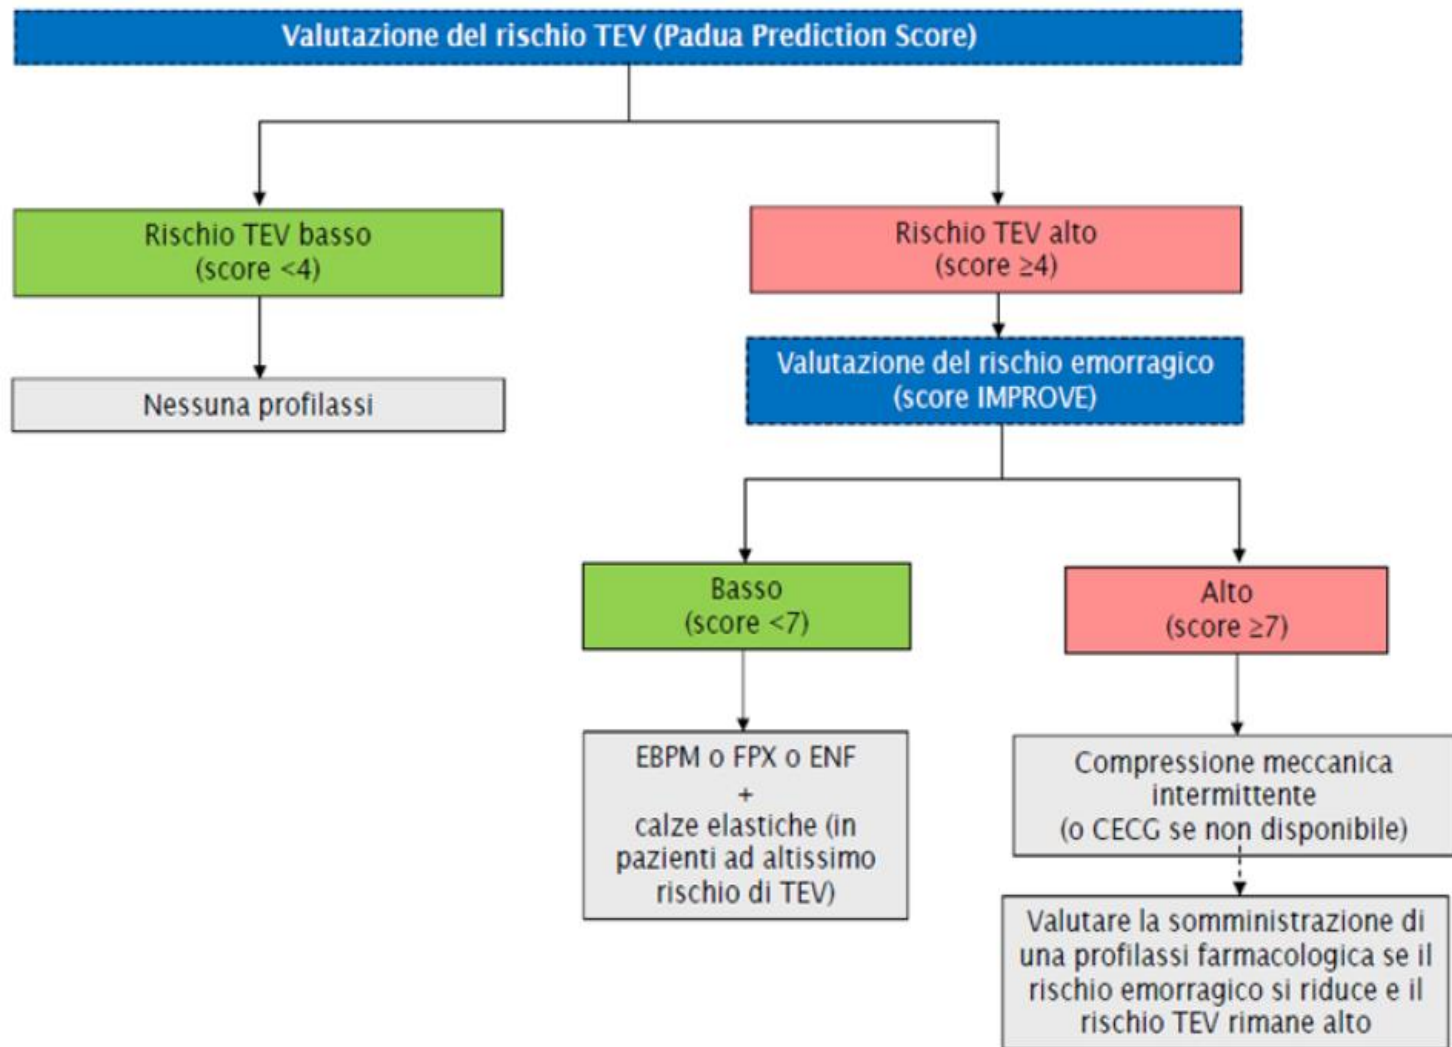 Valutazione del rischio TEV (Padua Prediction Score)
Rischio TEV basso
(score <4)
Rischio TEV alto
(score ≥4)
Nessuna profilassi
Valutazione del rischio emorragico
(score IMPROVE)
Basso
(score <7)
Alto
(score ≥7)
EBPM o FPX o ENF
+
calze elastiche (in
pazienti ad altissimo
rischio di TEV)
Compressione meccanica
intermittente
(o CECG se non disponibile)
Valutare la somministrazione di
una profilassi farmacologica se il
rischio emorragico si riduce e il
rischio TEV rimane alto